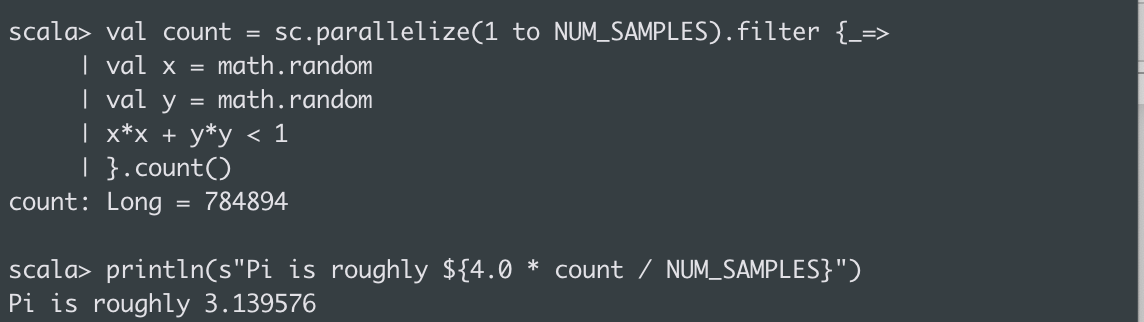 scala> val count = sc.parallelize(1 to NUM_SAMPLES).filter {_=>
     | val x = math.random
     | val y = math.random
     | x*x + y*y < 1
     | }.count()
count: Long = 784894

scala> println(s"Pi is roughly ${4.0 * count / NUM_SAMPLES}")
Pi is roughly 3.139576